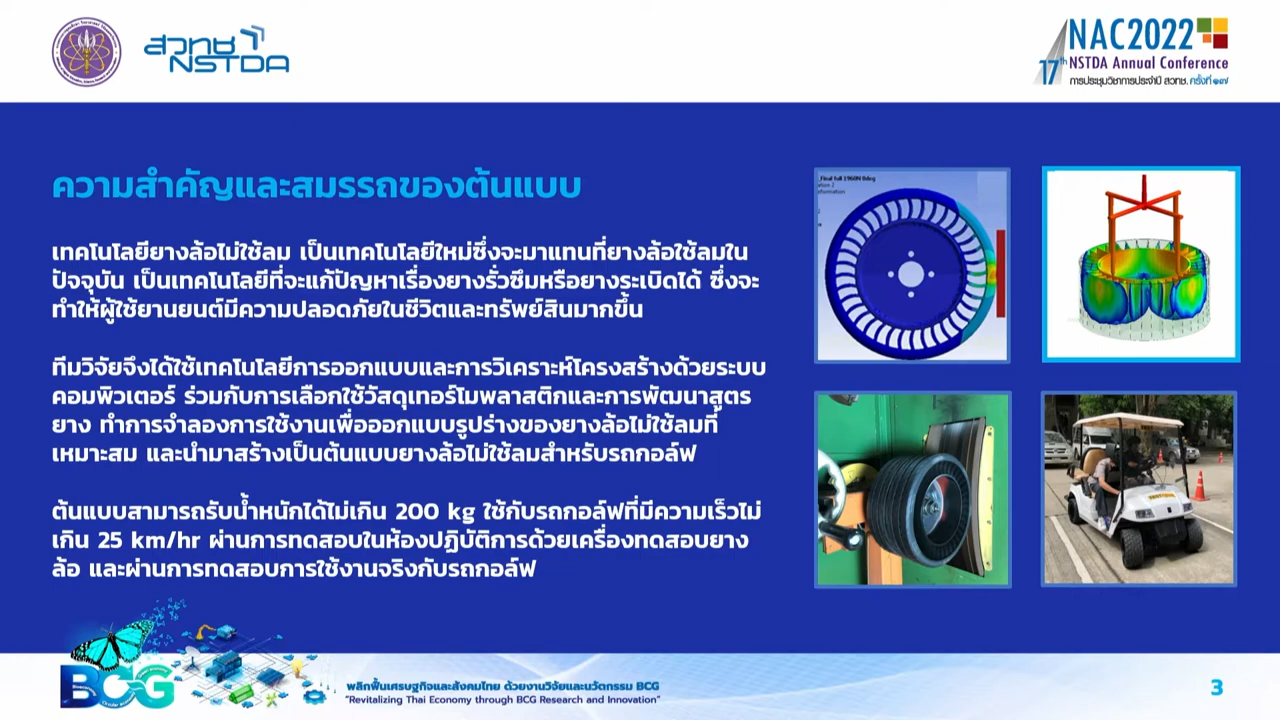 สวทช
NSTDA
NAC2022
17th NSTDA Annual Conference
การประชุมวิชาการประจำปี สวทช. ครั้งที่ ๑๗
ความสำคัญและสมรรถของต้นแบบ
เทคโนโลยียางล้อไม่ใช้ลม เป็นเทคโนโลยีใหม่ซึ่งจะมาแทนที่ยางล้อใช้ลมใน
ปัจจุบัน เป็นเทคโนโลยีที่จะแก้ปัญหาเรื่องยางรั่วซึมหรือยางระเบิดได้ ซึ่งจะ
ทำให้ผู้ใช้ยานยนต์มีความปลอดภัยในชีวิตและทรัพย์สินมากขึ้น
ทีมวิจัยจึงได้ใช้เทคโนโลยีการออกแบบและการวิเคราะห์โครงสร้างด้วยระบบ
คอมพิวเตอร์ ร่วมกับการเลือกใช้วัสดุเทอร์โมพลาสติกและการพัฒนาสูตร
ยาง ทำการจำลองการใช้งานเพื่อออกแบบรูปร่างของยางล้อไม่ใช้ลมที่
เหมาะสม และนำมาสร้างเป็นต้นแบบยางล้อไม่ใช้ลมสำหรับรถกอล์ฟ
ต้นแบบสามารถรับน้ำหนักได้ไม่เกิน 200 kg ใช้กับรถกอล์ฟที่มีความเร็วไม่
เกิน 25 km/hr ผ่านการทดสอบในห้องปฏิบัติการด้วยเครื่องทดสอบยาง
ล้อ และผ่านการทดสอบการใช้งานจริงกับรถกอล์ฟ
BCG
พลิกฟื้นเศรษฐกิจและสังคมไทย ด้วยงานวิจัยและนวัตกรรม BCG
"Revitalizing Thai Economy through BCG Research and Innovation"
3